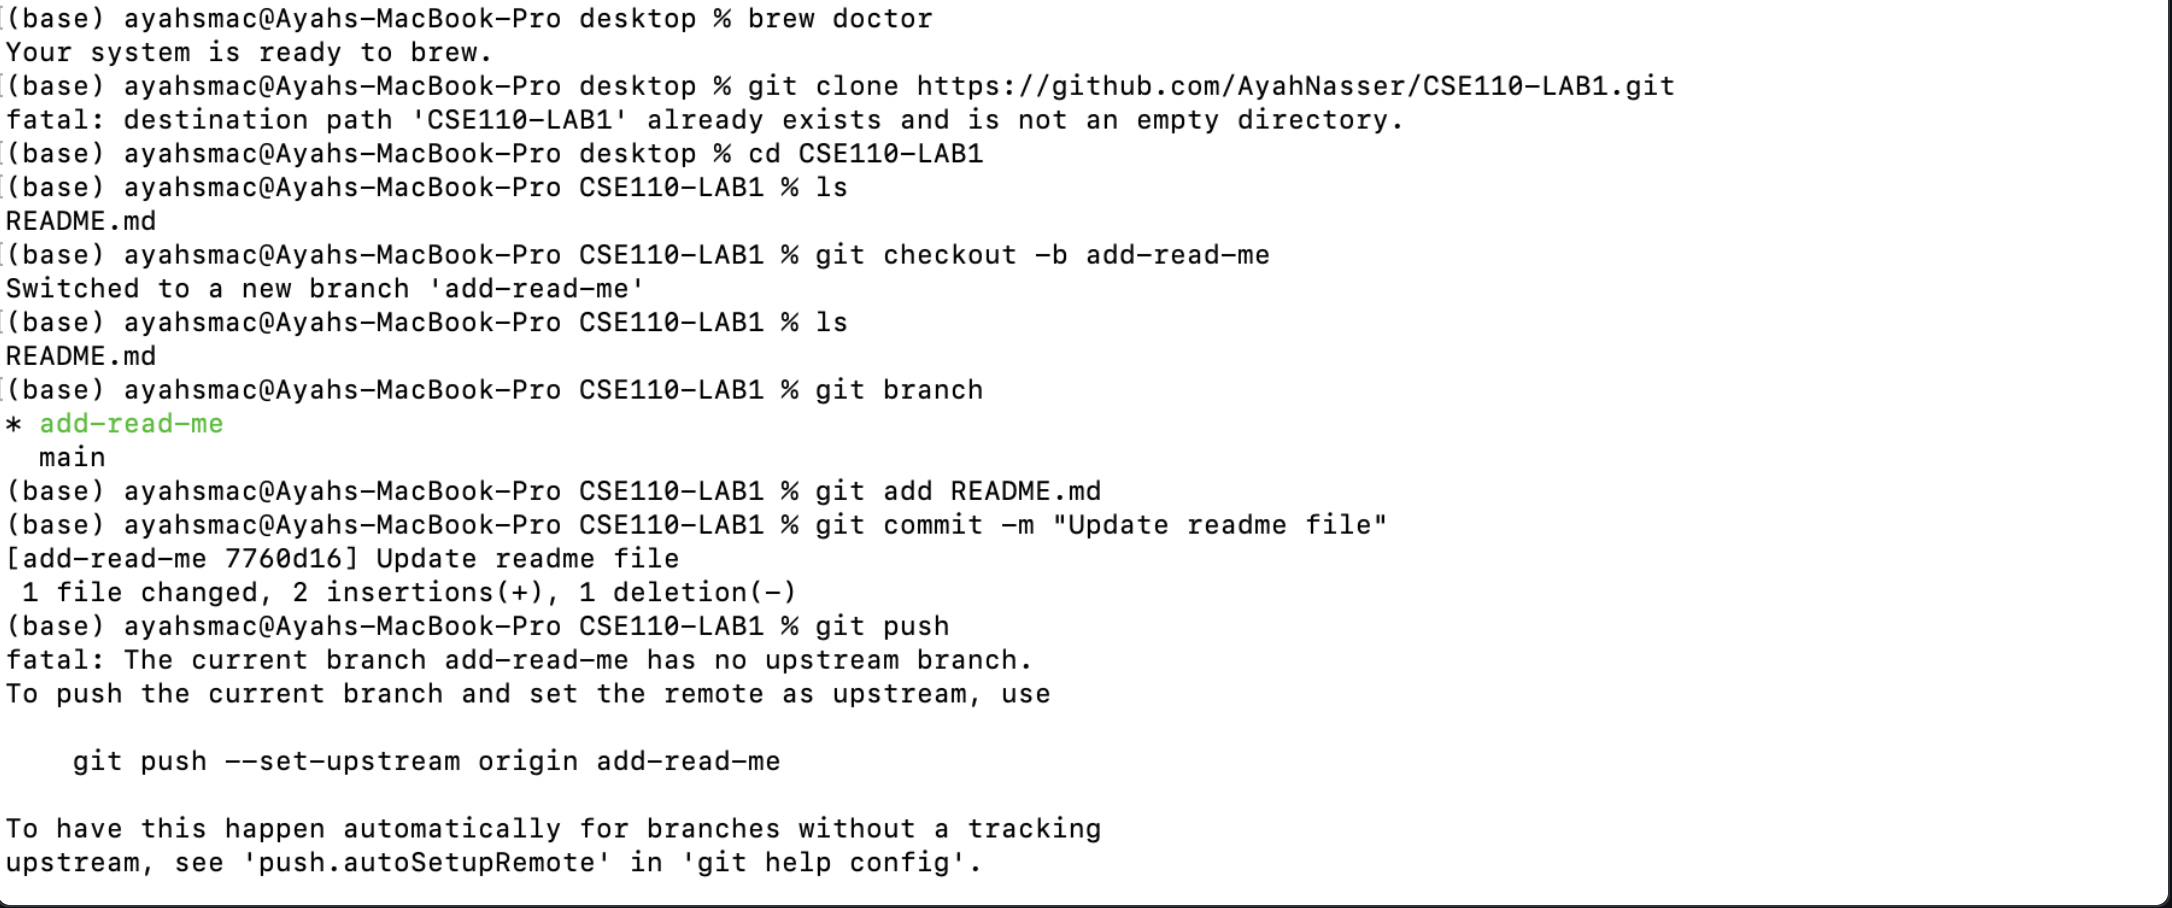 (base) ayahsmac@Ayahs-MacBook-Pro desktop % brew doctor
Your system is ready to brew.
(base) ayahsmac@Ayahs-MacBook-Pro desktop % git clone https://github.com/AyahNasser/CSE110-LAB1.git
fatal: destination path 'CSE110-LAB1' already exists and is not an empty directory.
(base) ayahsmac@Ayahs-MacBook-Pro desktop % cd CSE110-LAB1
(base) ayahsmac@Ayahs-MacBook-Pro CSE110-LAB1 % ls
README.md
(base) ayahsmac@Ayahs-MacBook-Pro CSE110-LAB1 % git checkout -b add-read-me
Switched to a new branch 'add-read-me'
(base) ayahsmac@Ayahs-MacBook-Pro CSE110-LAB1 % ls
README.md
(base) ayahsmac@Ayahs-MacBook-Pro CSE110-LAB1 % git branch
* add-read-me
  main
(base) ayahsmac@Ayahs-MacBook-Pro CSE110-LAB1 % git add README.md
(base) ayahsmac@Ayahs-MacBook-Pro CSE110-LAB1 % git commit -m "Update readme file"
[add-read-me 7760d16] Update readme file
 1 file changed, 2 insertions(+), 1 deletion(-)
(base) ayahsmac@Ayahs-MacBook-Pro CSE110-LAB1 % git push
fatal: The current branch add-read-me has no upstream branch.
To push the current branch and set the remote as upstream, use

    git push --set-upstream origin add-read-me

To have this happen automatically for branches without a tracking
upstream, see 'push.autoSetupRemote' in 'git help config'.